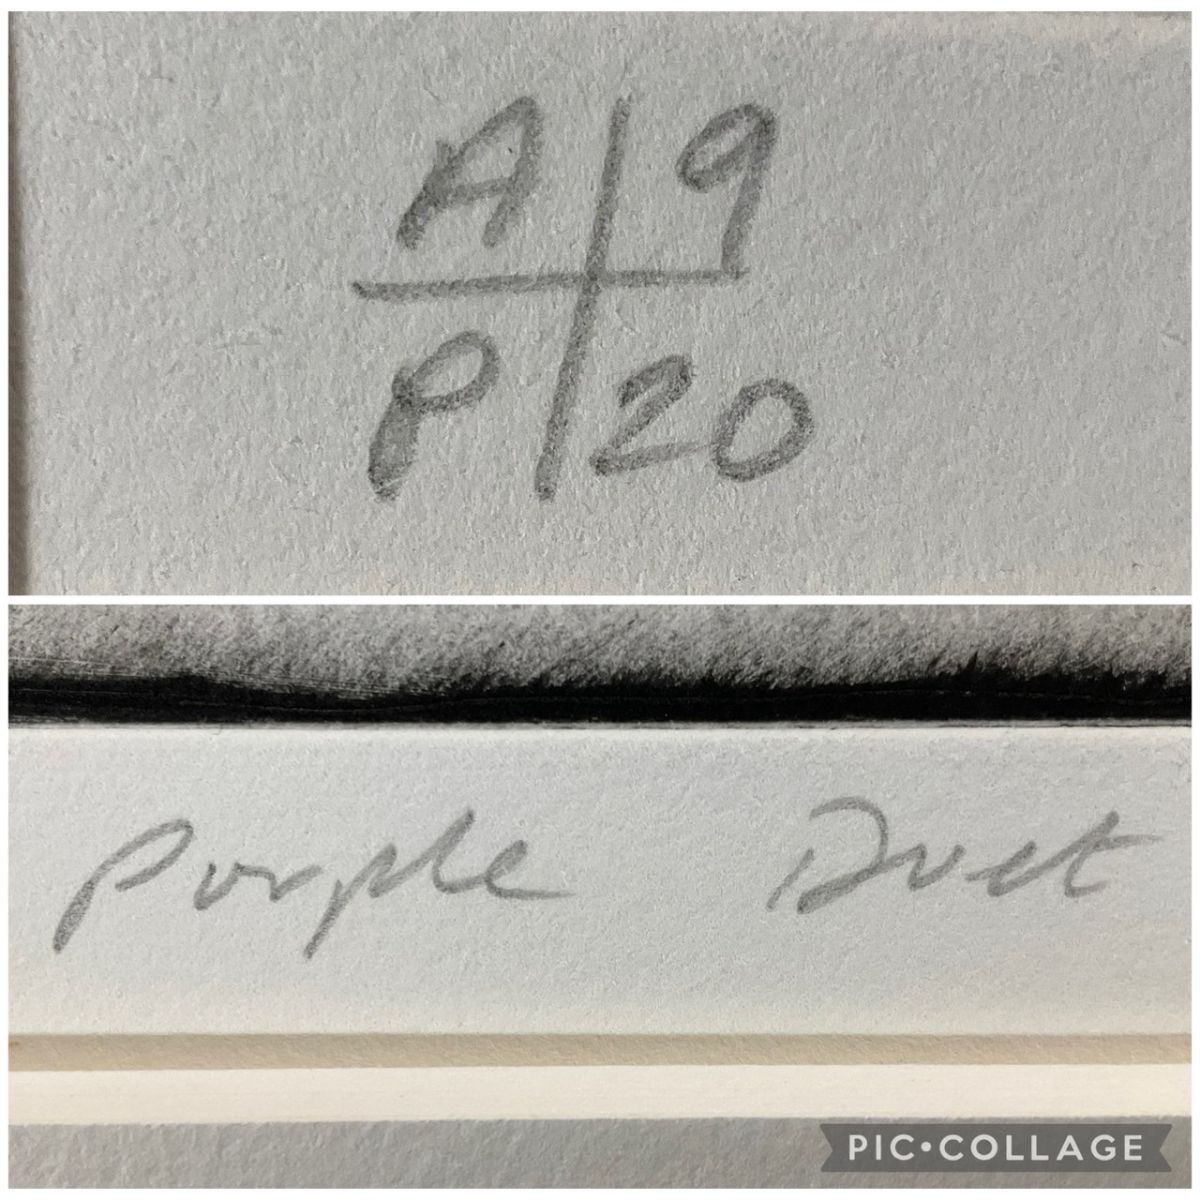 A 9
P 20
Purple Duet
PIC•COLLAGE